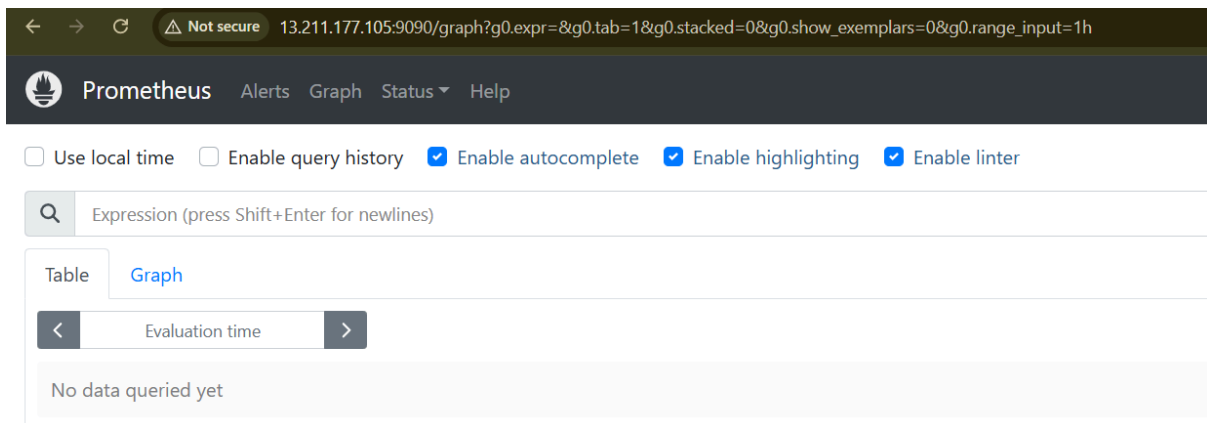 Not secure 13.211.177.105:9090/graph?g0.expr=&g0.tab=1&g0.stacked=0&g0.show_exemplars=0&g0.range_input=1h
Prometheus Alerts Graph Status Help
Use local time Enable query history Enable autocomplete Enable highlighting Enable linter
Expression (press Shift+Enter for newlines)
Table Graph
Evaluation time
No data queried yet